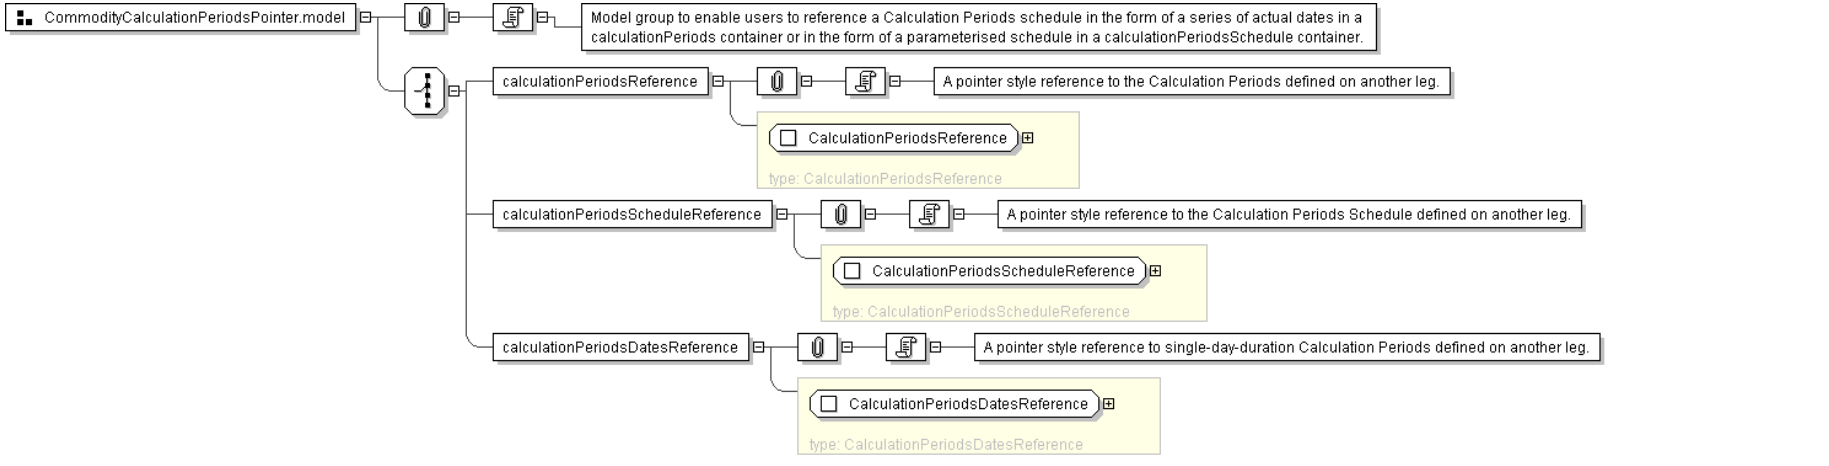 CommodityCalculationPeriodsPointer.model
Model group to enable users to reference a Calculation Periods schedule in the form of a series of actual dates in a
calculationPeriods container or in the form of a parameterised schedule in a calculationPeriodsSchedule container.
calculationPeriodsReference
A pointer style reference to the Calculation Periods defined on another leg.
CalculationPeriodsReference
type: CalculationPeriodsReference
calculationPeriodsScheduleReference
A pointer style reference to the Calculation Periods Schedule defined on another leg.
CalculationPeriodsScheduleReference
type: CalculationPeriodsScheduleReference
calculationPeriodsDatesReference
A pointer style reference to single-day-duration Calculation Periods defined on another leg.
CalculationPeriodsDatesReference
type: CalculationPeriodsDatesReference